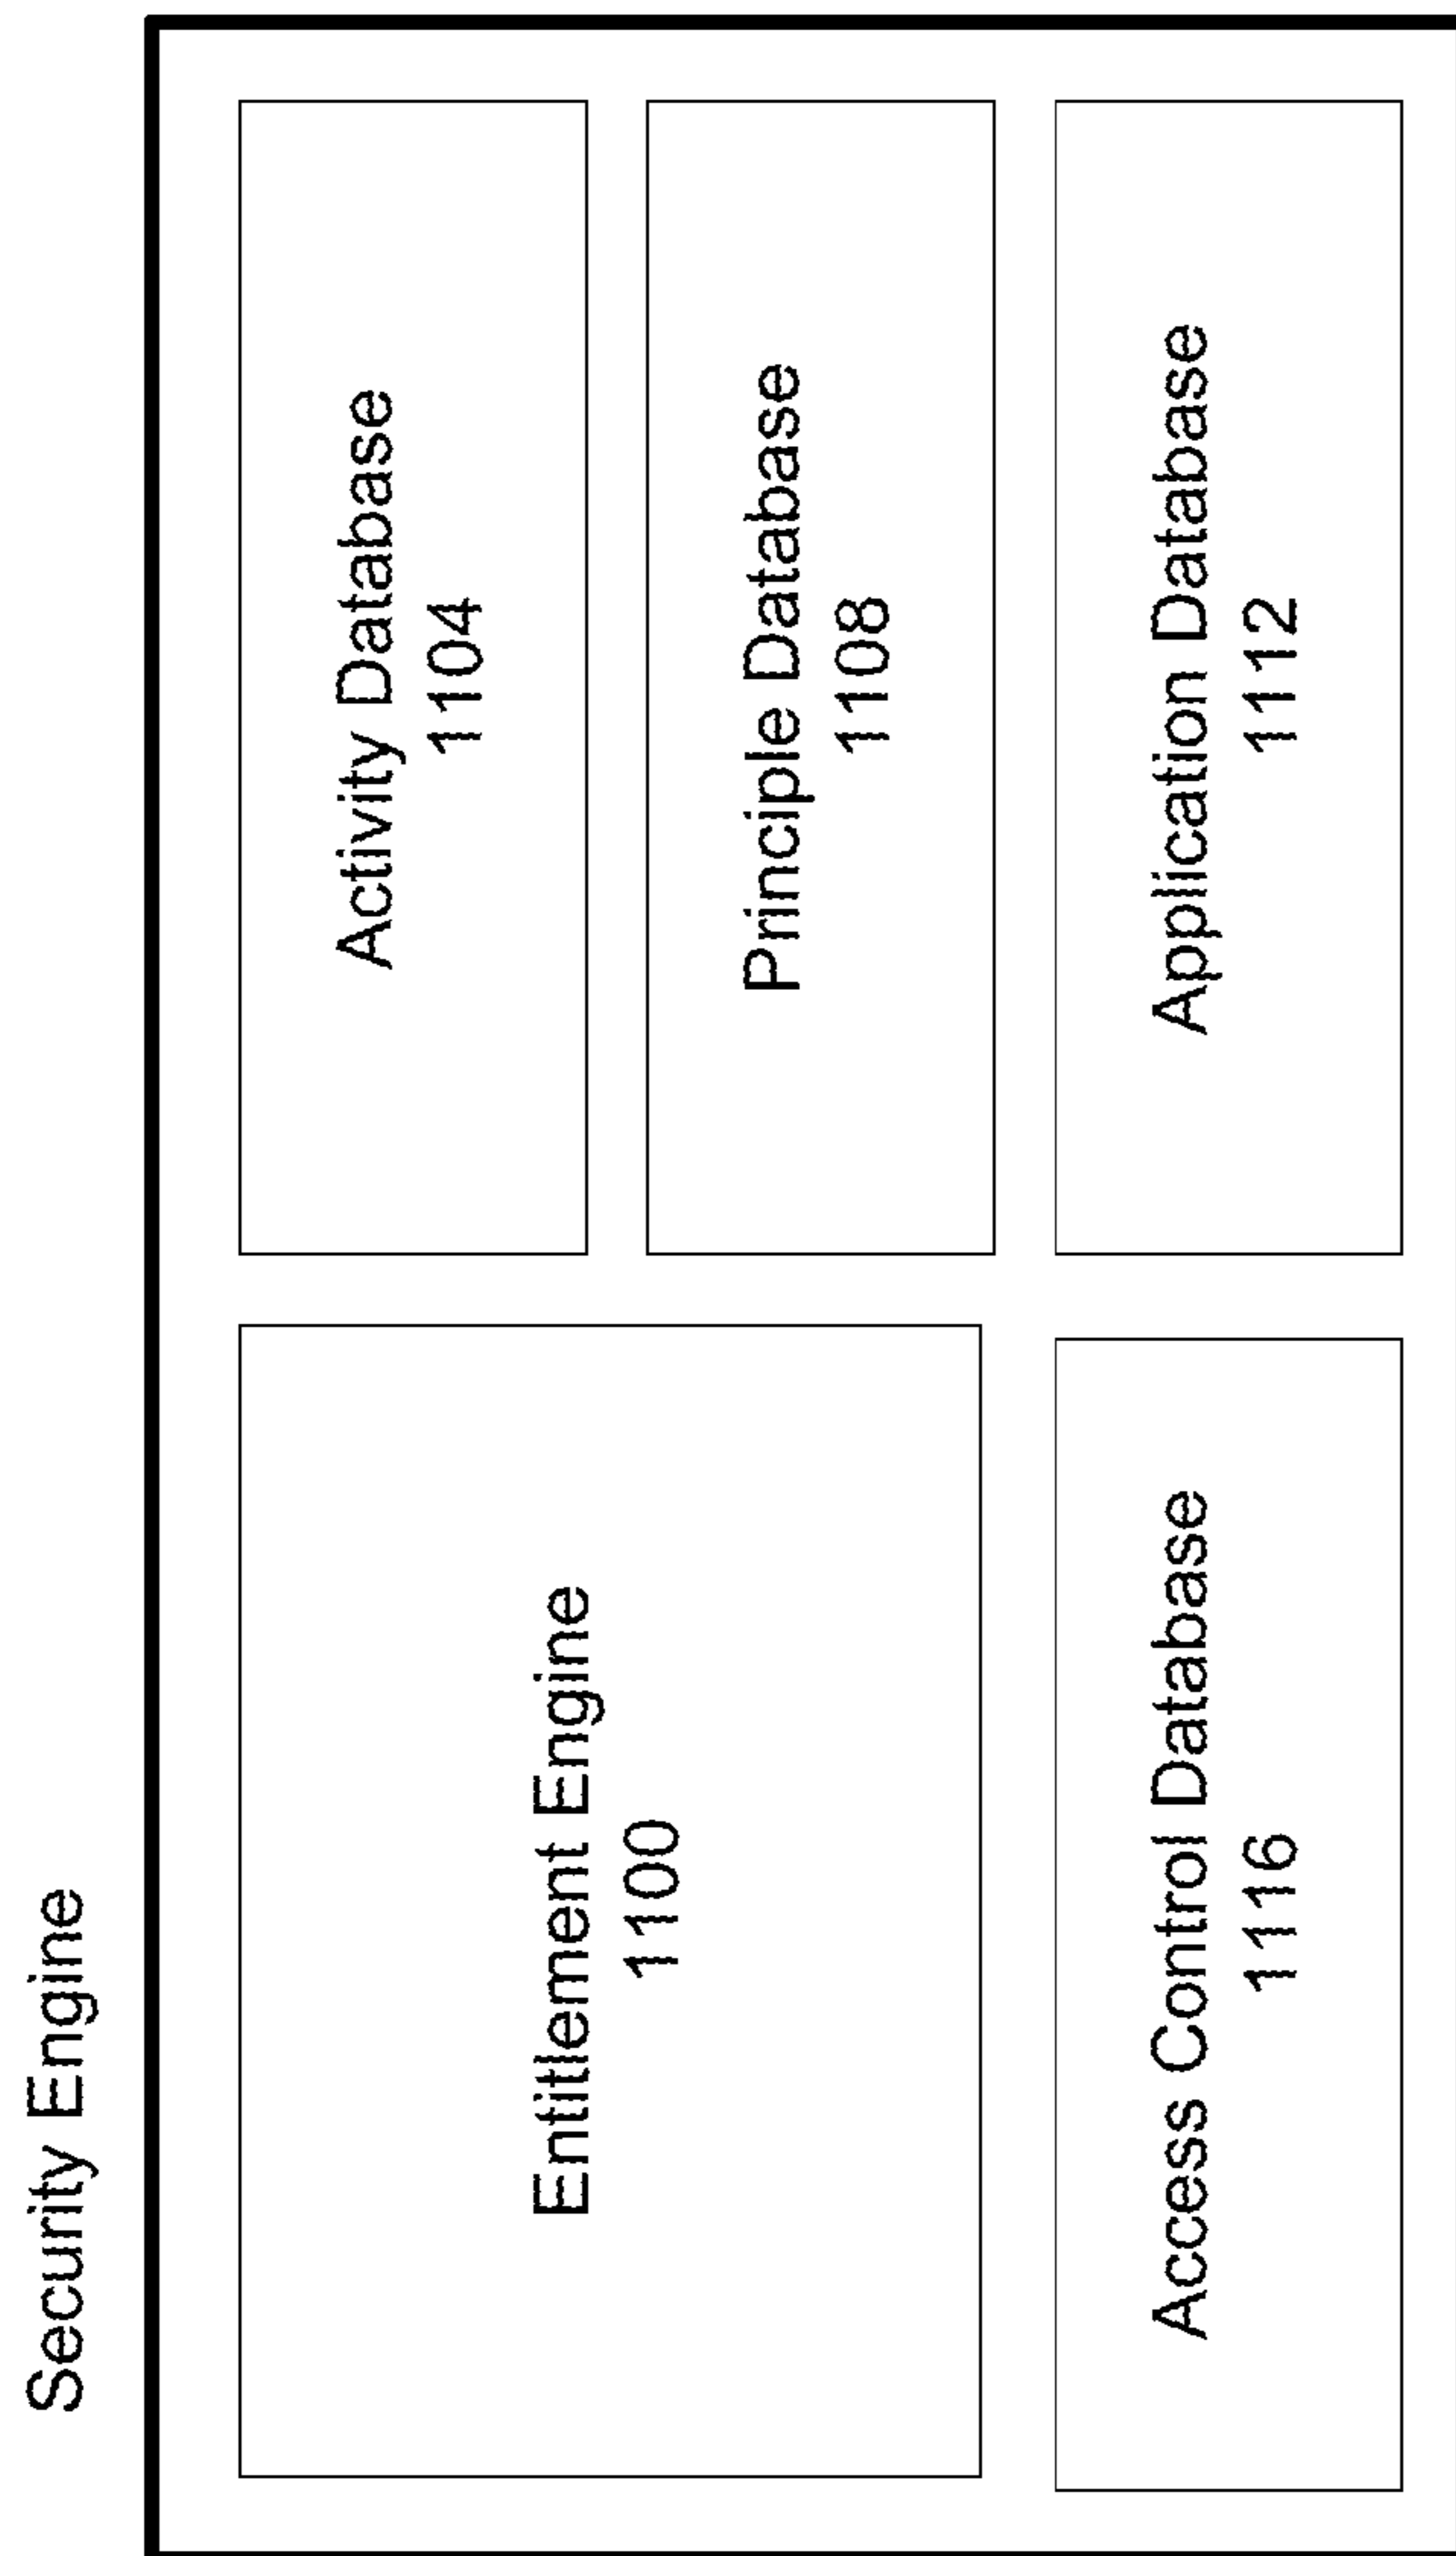 Security Engine
Entitlement Engine
1100
Activity Database
1104
Principle Database
1108
Access Control Database
1116
Application Database
1112